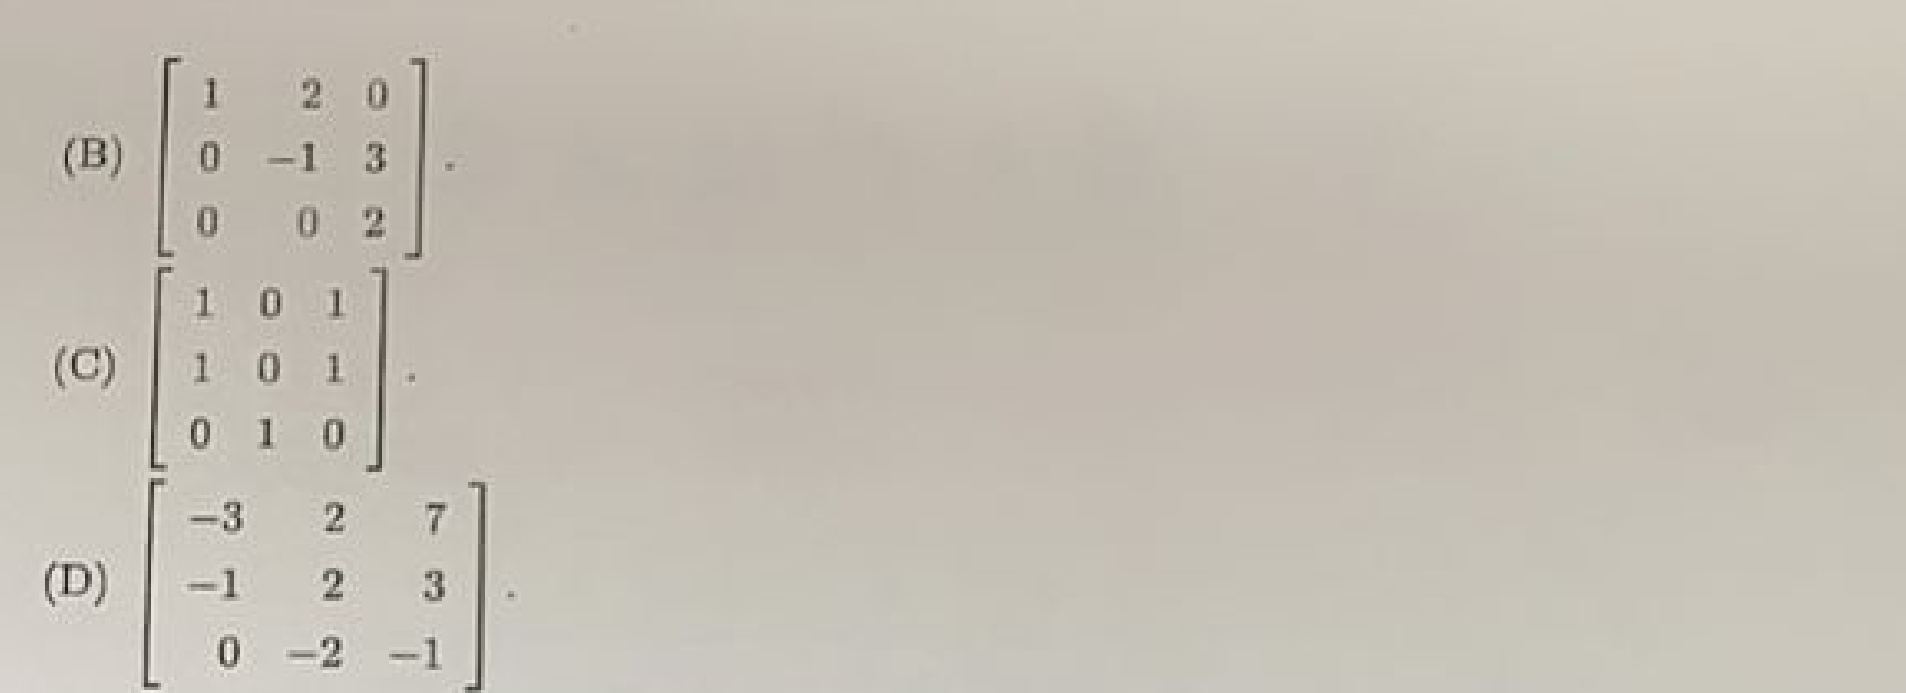 (B) [ 1 2 0
0 -1 3
0 0 2 ] .
(C) [ 1 0 1
1 0 1
0 1 0 ] .
(D) [ -3 2 7
-1 2 3
0 -2 -1 ] .